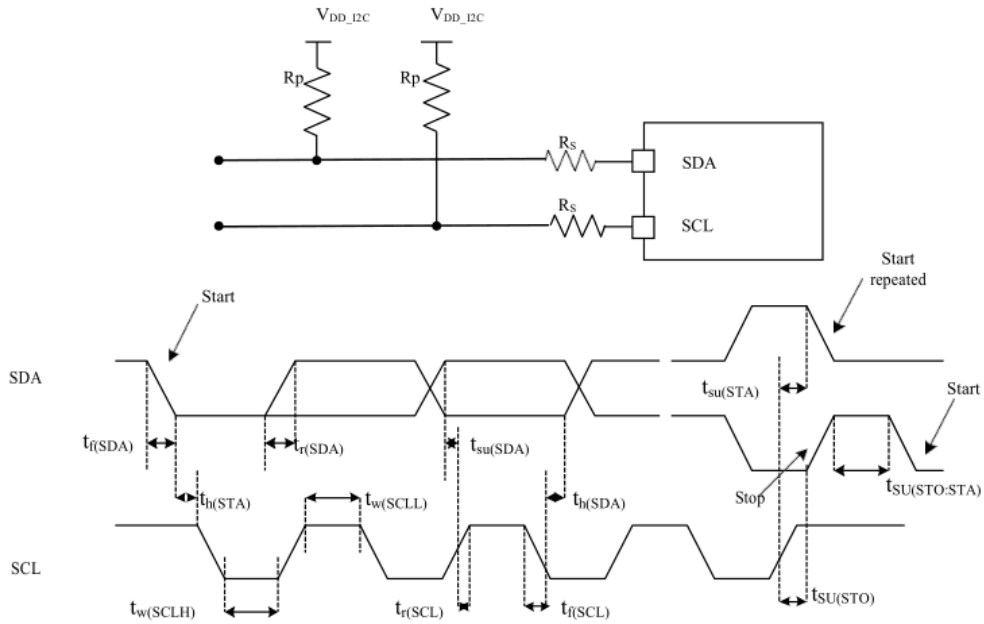 VDD_I2C
VDD_I2C
Rp
Rp
RS
SDA
RS
SCL
Start
repeated
Start
SDA
tsu(STA)
Start
tf(SDA)
tr(SDA)
tsu(SDA)
tSU(STO:STA)
Stop
th(STA)
tw(SCLL)
th(SDA)
SCL
tw(SCLH)
tr(SCL)
tf(SCL)
tSU(STO)